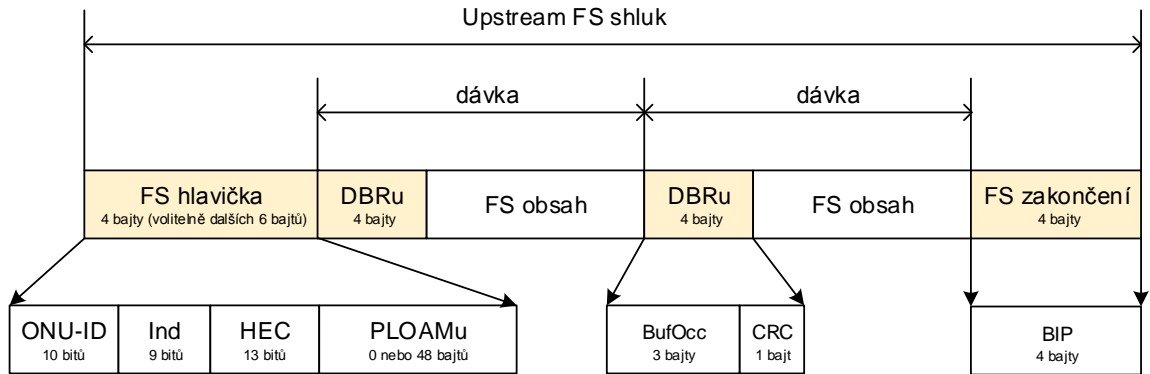 Upstream FS shluk
dávka
dávka
FS hlavička
4 bajty (volitelně dalších 6 bajtů)
DBRu
4 bajty
FS obsah
DBRu
4 bajty
FS obsah
FS zakončení
4 bajty
ONU-ID
10 bitů
Ind
9 bitů
HEC
13 bitů
PLOAMu
0 nebo 48 bajtů
BufOcc
3 bajty
CRC
1 bajt
BIP
4 bajty